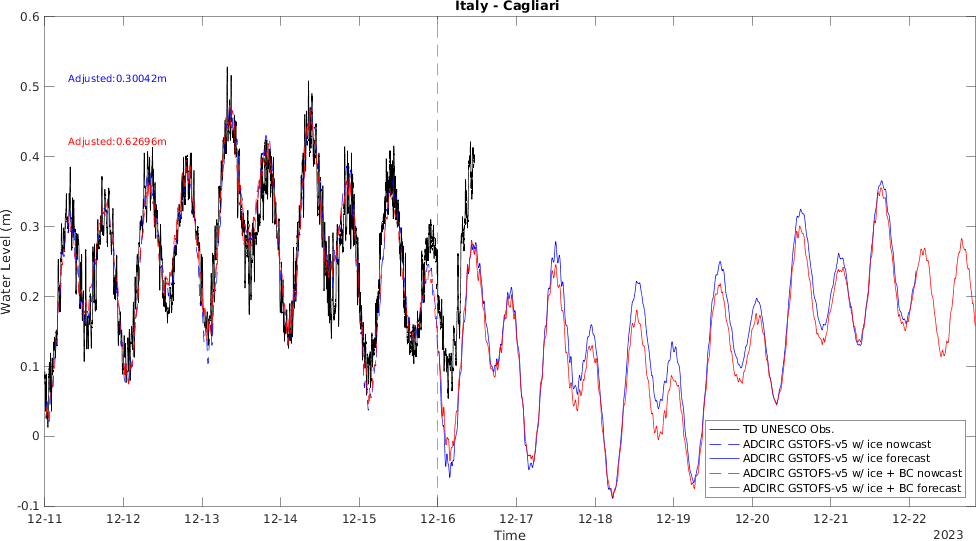 Italy - Cagliari
Water Level (m)
0.6
0.5
0.4
0.3
0.2
0.1
0
-0.1
Adjusted:0.30042m
Adjusted:0.62696m
TD UNESCO Obs.
ADCIRC GSTOFS-v5 w/ ice nowcast
ADCIRC GSTOFS-v5 w/ ice forecast
ADCIRC GSTOFS-v5 w/ ice + BC nowcast
ADCIRC GSTOFS-v5 w/ ice + BC forecast
12-11 12-12 12-13 12-14 12-15 12-16 12-17 12-18 12-19 12-20 12-21 12-22
Time
2023